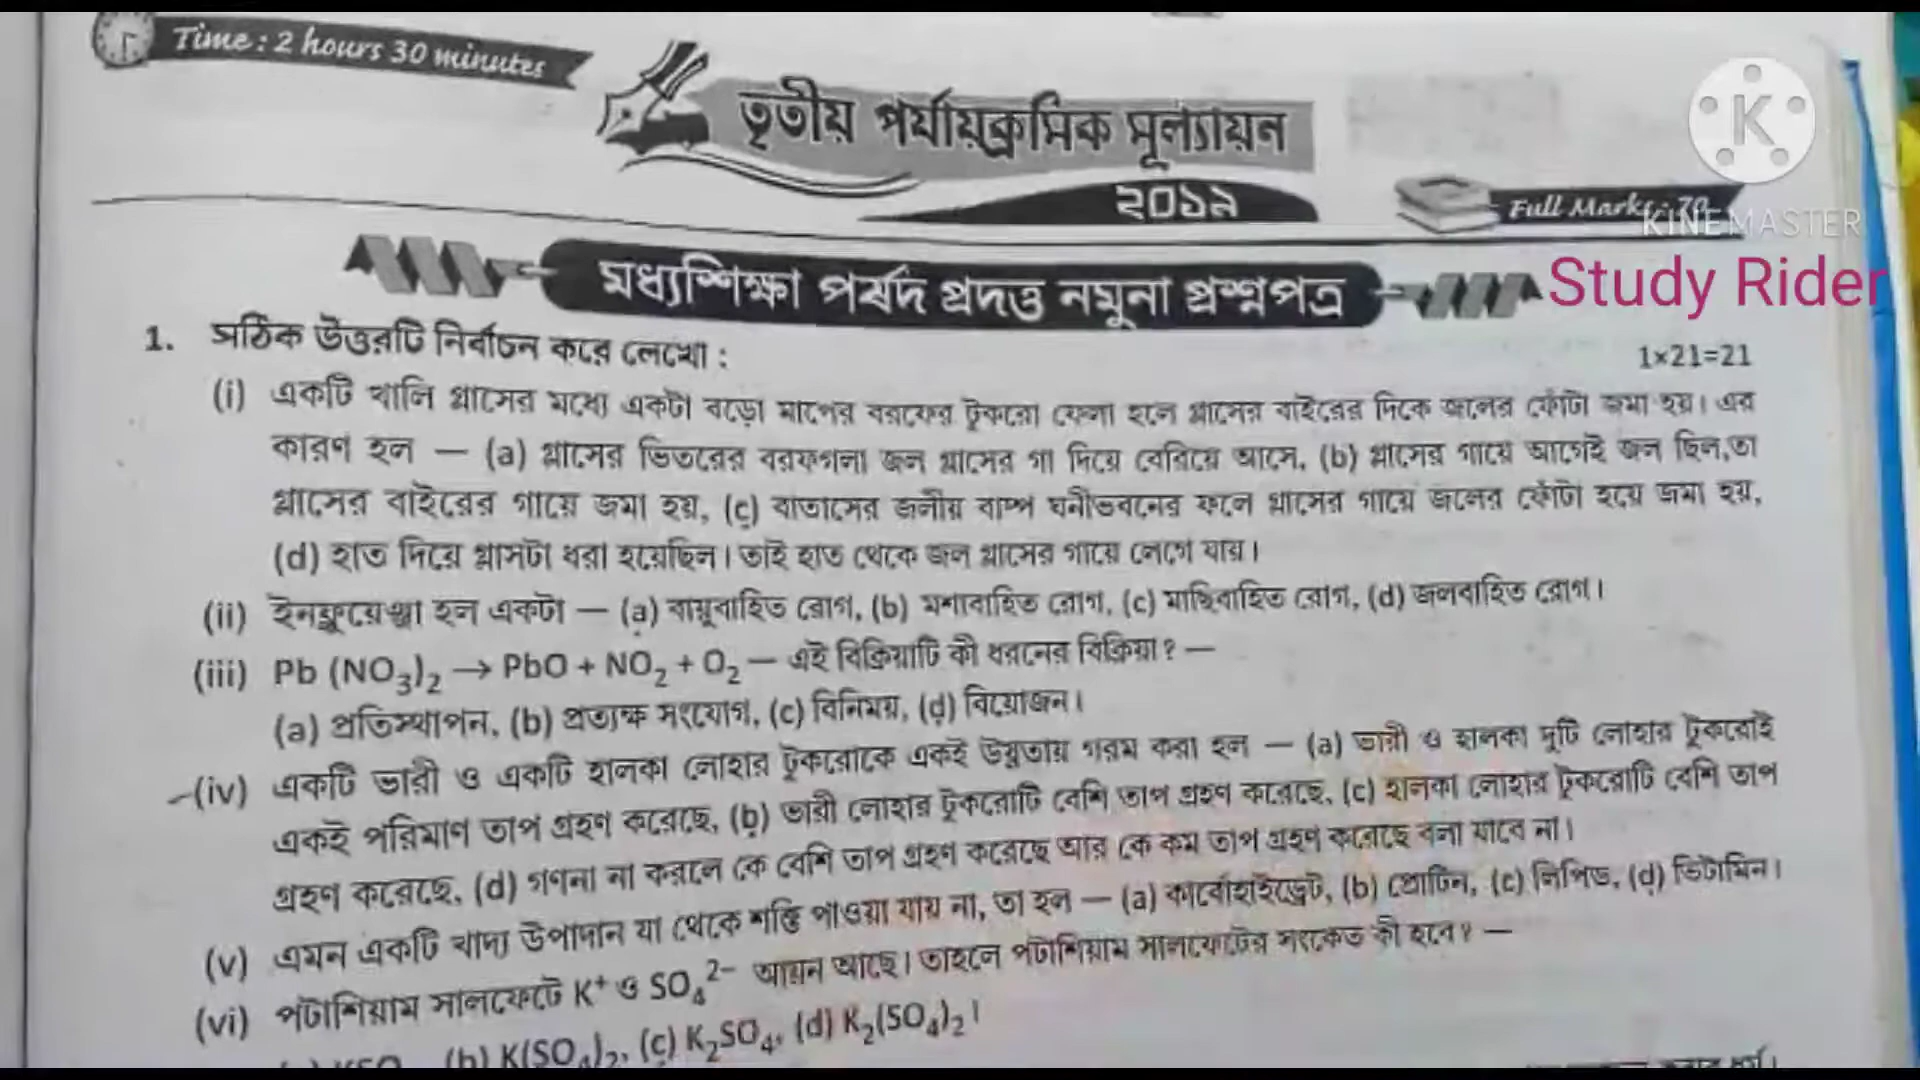 Time : 2 hours 30 minutes
তৃতীয় পর্যায়ক্রমিক মূল্যায়ন
২০১৯
Full Marks : 70
K
KINEMASTER
মধ্যশিক্ষা পর্ষদ প্রদত্ত নমুনা প্রশ্নপত্র
Study Rider
1. সঠিক উত্তরটি নির্বাচন করে লেখো : 1×21=21
(i) একটি খালি গ্লাসের মধ্যে একটা বড়ো মাপের বরফের টুকরো ফেলা হলে গ্লাসের বাইরের দিকে জলের ফোঁটা জমা হয়। এর
কারণ হল — (a) গ্লাসের ভিতরের বরফগলা জল গ্লাসের গা দিয়ে বেরিয়ে আসে, (b) গ্লাসের গায়ে আগেই জল ছিল,তা
গ্লাসের বাইরের গায়ে জমা হয়, (c) বাতাসের জলীয় বাষ্প ঘনীভবনের ফলে গ্লাসের গায়ে জলের ফোঁটা হয়ে জমা হয়,
(d) হাত দিয়ে গ্লাসটা ধরা হয়েছিল। তাই হাত থেকে জল গ্লাসের গায়ে লেগে যায়।
(ii) ইনফ্লুয়েঞ্জা হল একটা — (a) বায়ুবাহিত রোগ, (b) মশাবাহিত রোগ, (c) মাছিবাহিত রোগ, (d) জলবাহিত রোগ।
(iii) Pb (NO₃)₂ → PbO + NO₂ + O₂ — এই বিক্রিয়াটি কী ধরনের বিক্রিয়া? —
(a) প্রতিস্থাপন, (b) প্রত্যক্ষ সংযোগ, (c) বিনিময়, (d) বিয়োজন।
(iv) একটি ভারী ও একটি হালকা লোহার টুকরোকে একই উষ্ণতায় গরম করা হল — (a) ভারী ও হালকা দুটি লোহার টুকরোই
একই পরিমাণ তাপ গ্রহণ করেছে, (b) ভারী লোহার টুকরোটি বেশি তাপ গ্রহণ করেছে, (c) হালকা লোহার টুকরোটি বেশি তাপ
গ্রহণ করেছে, (d) গণনা না করলে কে বেশি তাপ গ্রহণ করেছে আর কে কম তাপ গ্রহণ করেছে বলা যাবে না।
(v) এমন একটি খাদ্য উপাদান যা থেকে শক্তি পাওয়া যায় না, তা হল — (a) কার্বোহাইড্রেট, (b) প্রোটিন, (c) লিপিড, (d) ভিটামিন।
(vi) পটাশিয়াম সালফেটে K⁺ ও SO₄²⁻ আয়ন আছে। তাহলে পটাশিয়াম সালফেটের সংকেত কী হবে? —
(b) K(SO₄)₂, (c) K₂SO₄, (d) K₂(SO₄)₂।